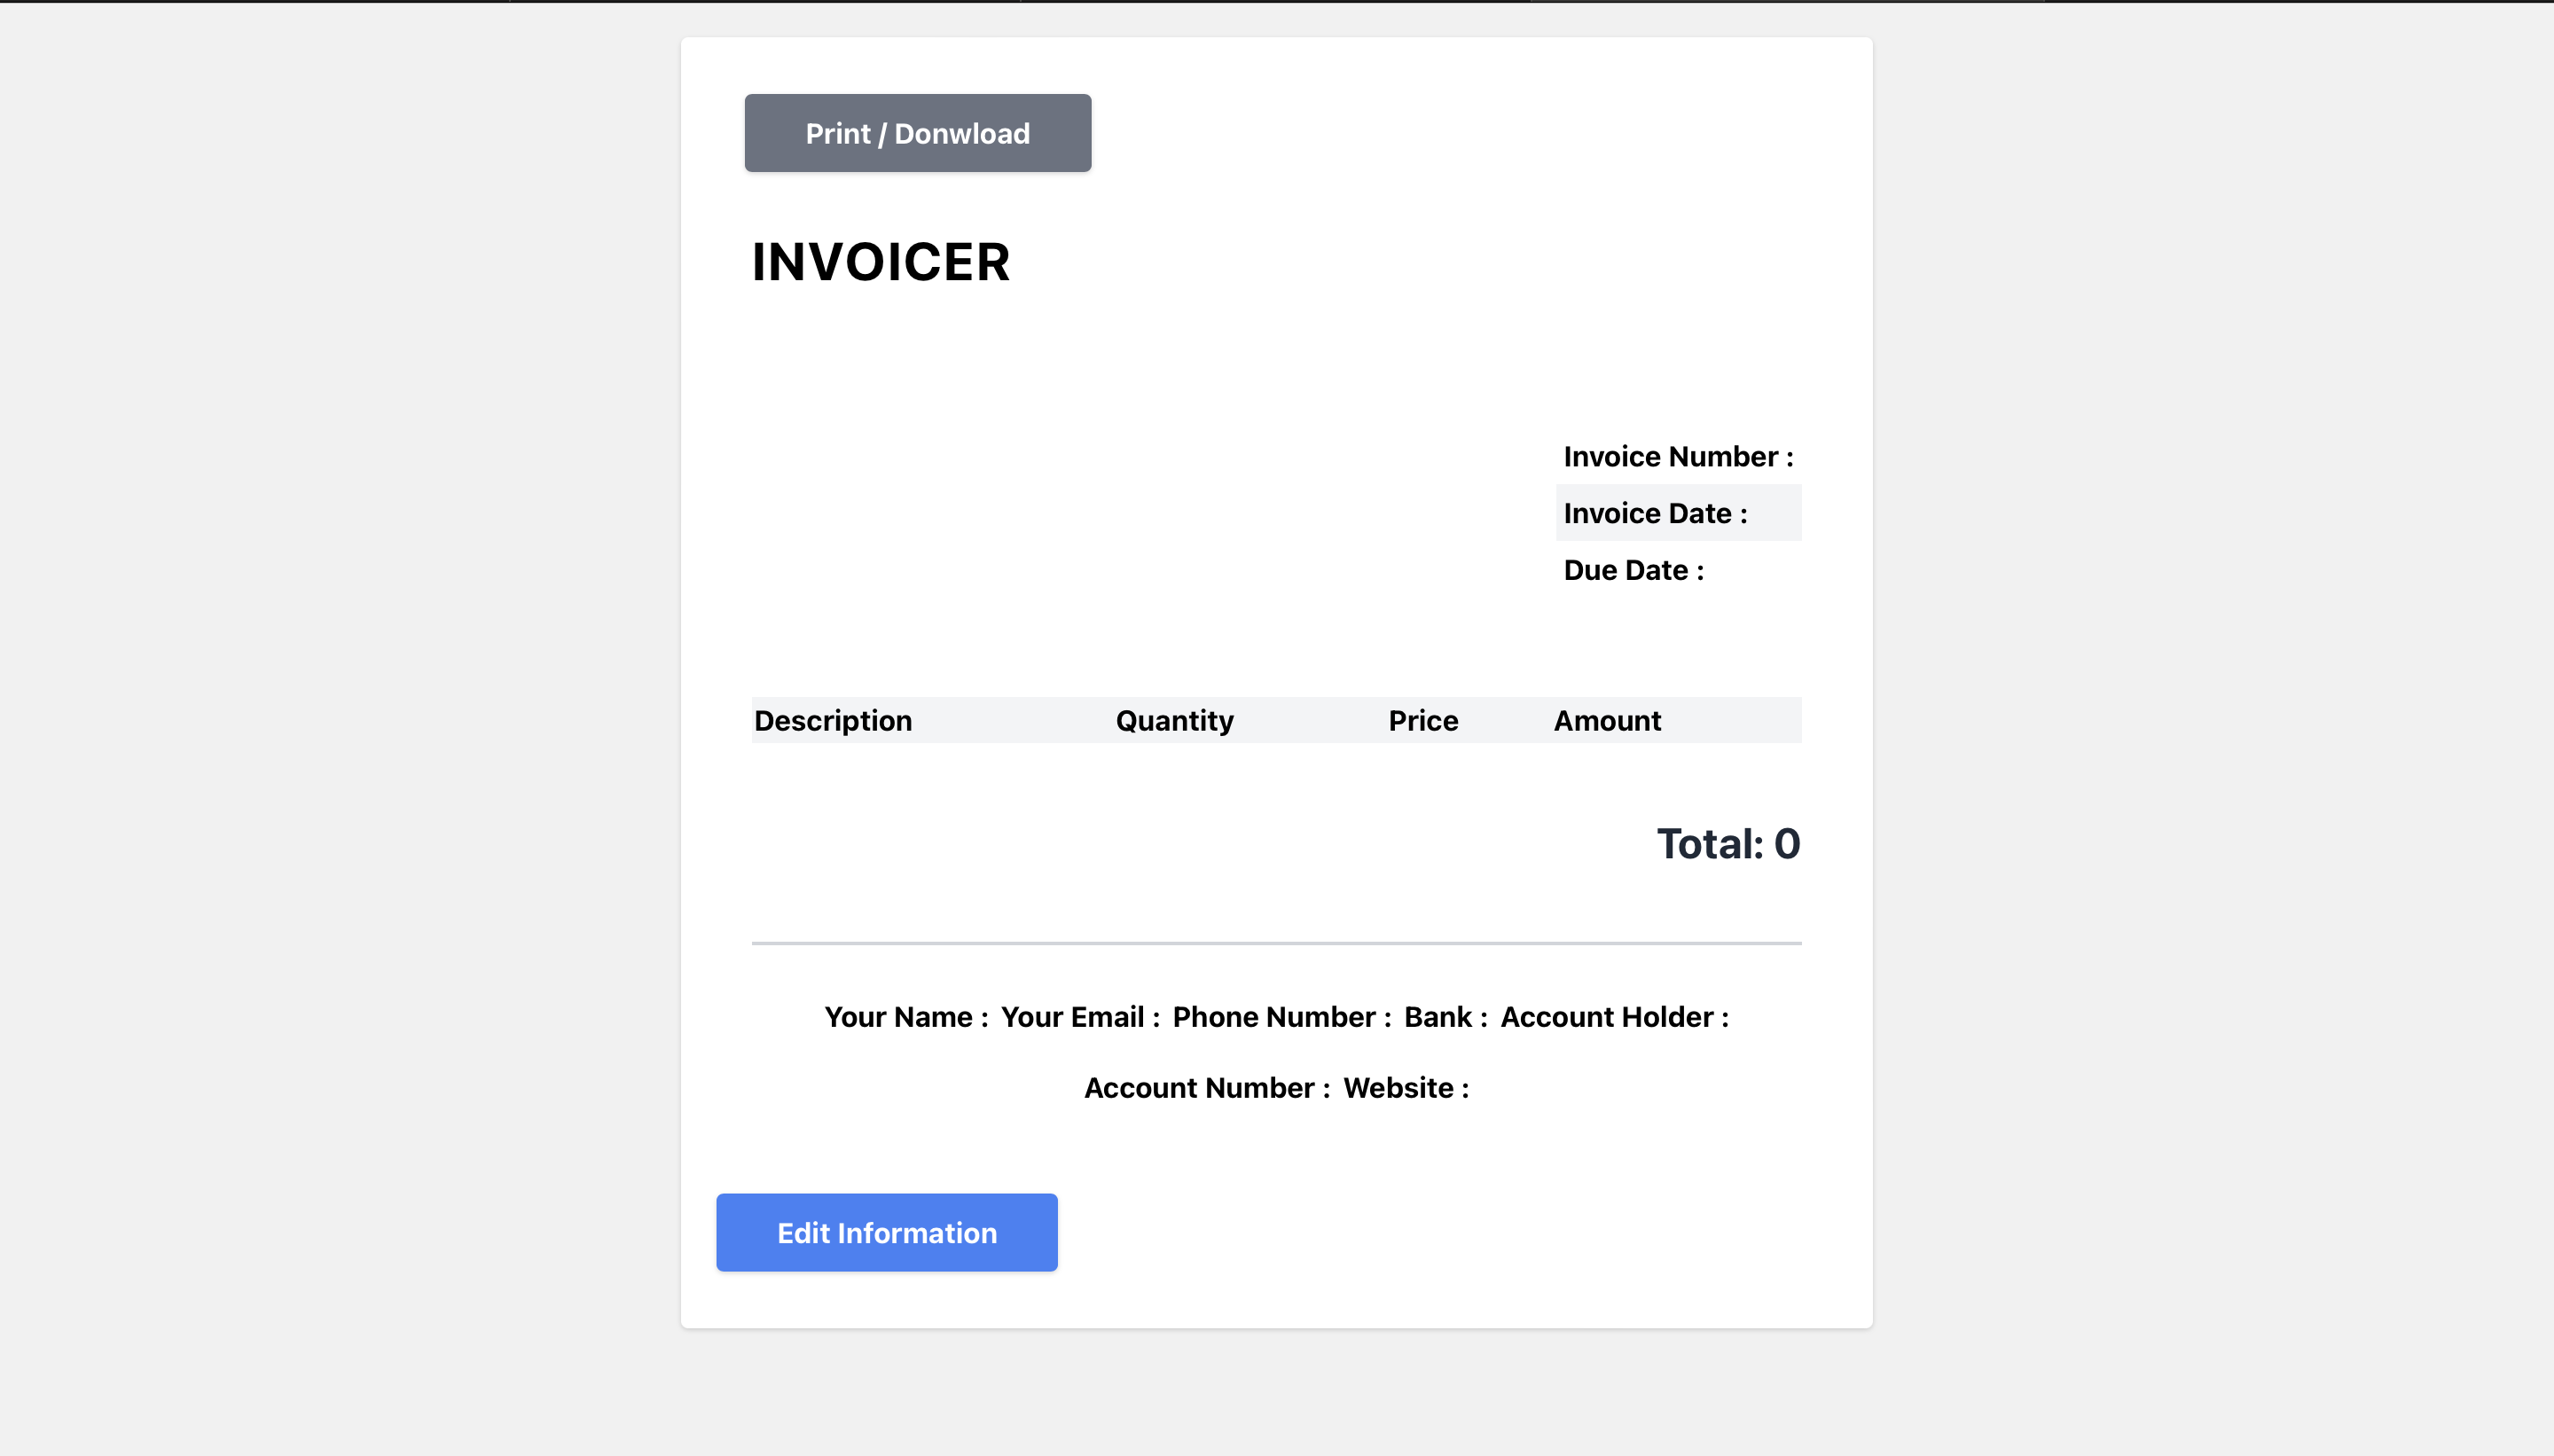 Print / Donwload
INVOICER
Invoice Number :
Invoice Date :
Due Date :
Description Quantity Price Amount
Total: 0
Your Name : Your Email : Phone Number : Bank : Account Holder :
Account Number : Website :
Edit Information